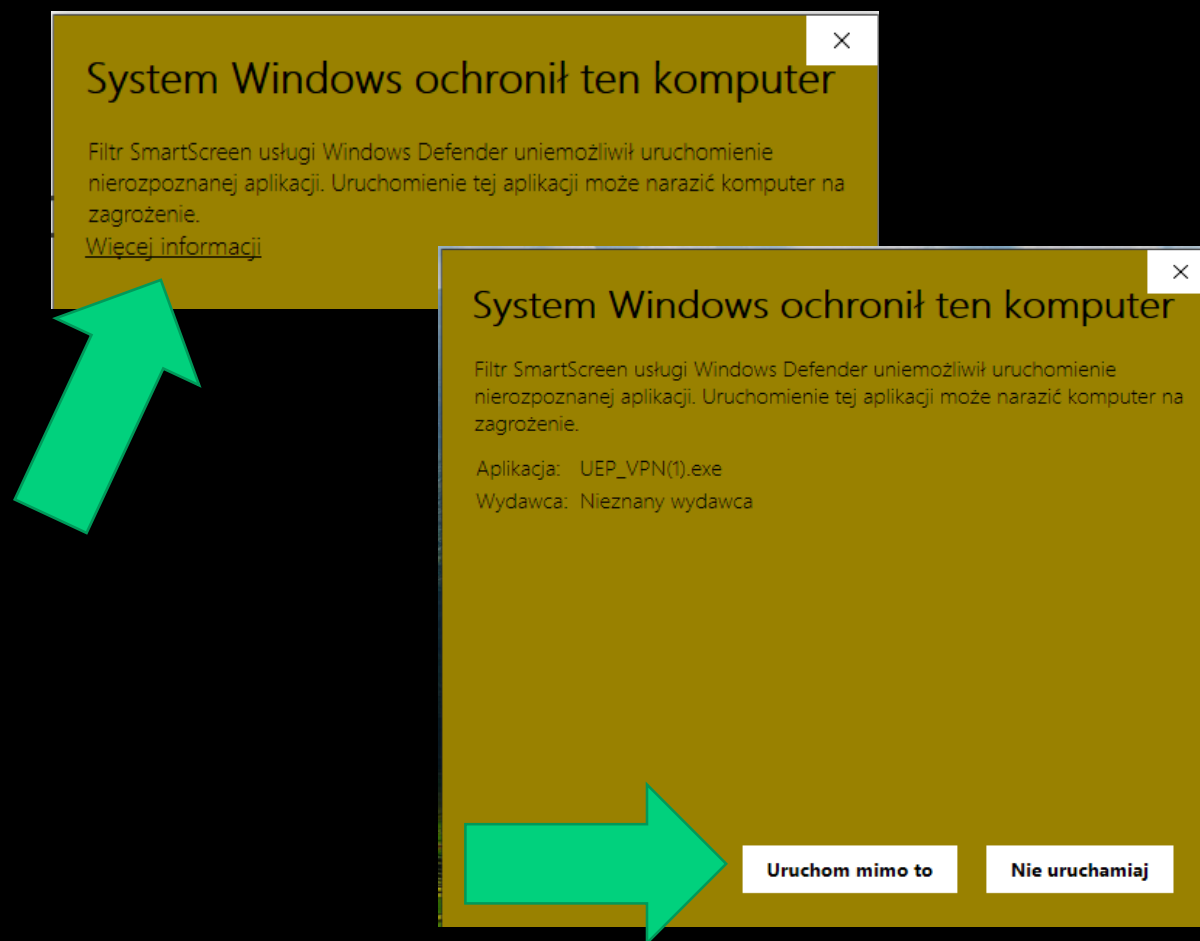 System Windows ochronił ten komputer
Filtr SmartScreen usługi Windows Defender uniemożliwił uruchomienie
nierozpoznanej aplikacji. Uruchomienie tej aplikacji może narazić komputer na
zagrożenie.
Więcej informacji
System Windows ochronił ten komputer
Filtr SmartScreen usługi Windows Defender uniemożliwił uruchomienie
nierozpoznanej aplikacji. Uruchomienie tej aplikacji może narazić komputer na
zagrożenie.
Aplikacja: UEP_VPN(1).exe
Wydawca: Nieznany wydawca
Uruchom mimo to Nie uruchamiaj